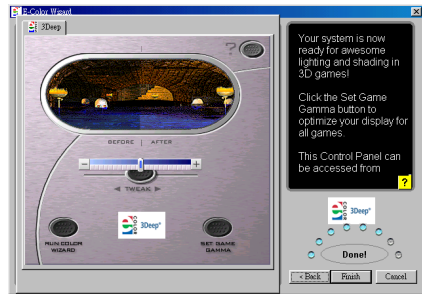 E-Color Wizard
3Deep
?
BEFORE | AFTER
- +
◄ TWEAK ►
RUN COLOR
WIZARD
COLOR
3Deep®
SET GAME
GAMMA
Your system is now
ready for awesome
lighting and shading in
3D games!
Click the Set Game
Gamma button to
optimize your display for
all games.
This Control Panel can
be accessed from
?
COLOR
3Deep®
Done!
< Back
Finish
Cancel